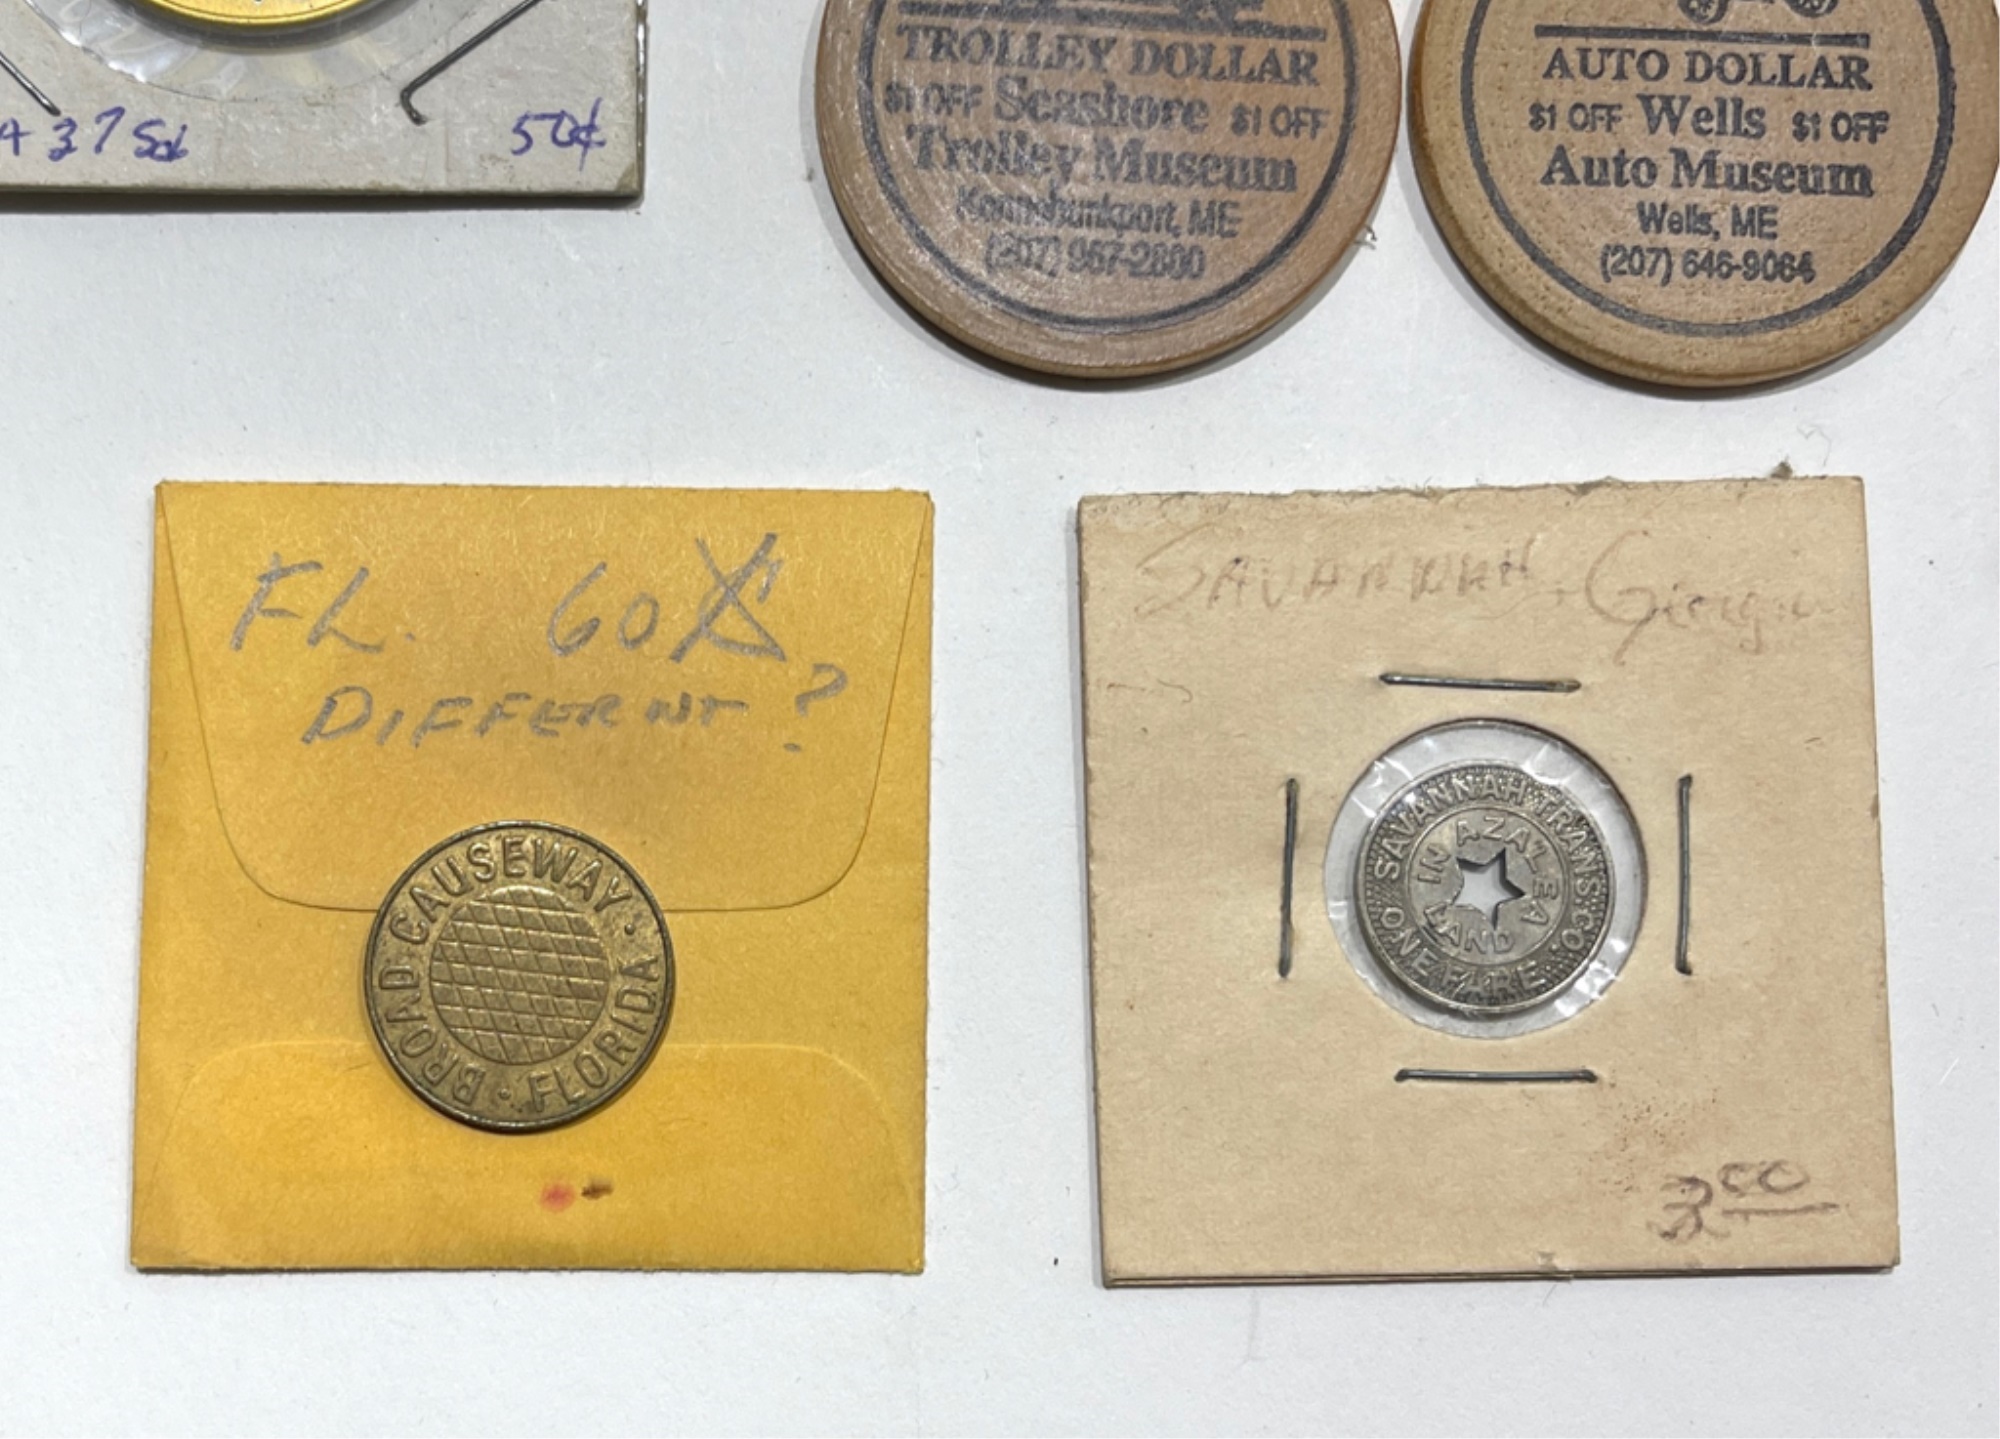 37 Sd 50¢
TROLLEY DOLLAR
$1 OFF Seashore $1 OFF
Trolley Museum
Kennebunkport, ME
(207) 967-2800
AUTO DOLLAR
$1 OFF Wells $1 OFF
Auto Museum
Wells, ME
(207) 646-9064
FL. 60
DIFFERNT ?
BROAD CAUSEWAY.
· FLORIDA
SAVANNAH, Georgia
SAVANNAH TRANS. CO.
IN AZALEA
LAND
ONE FARE
3.00